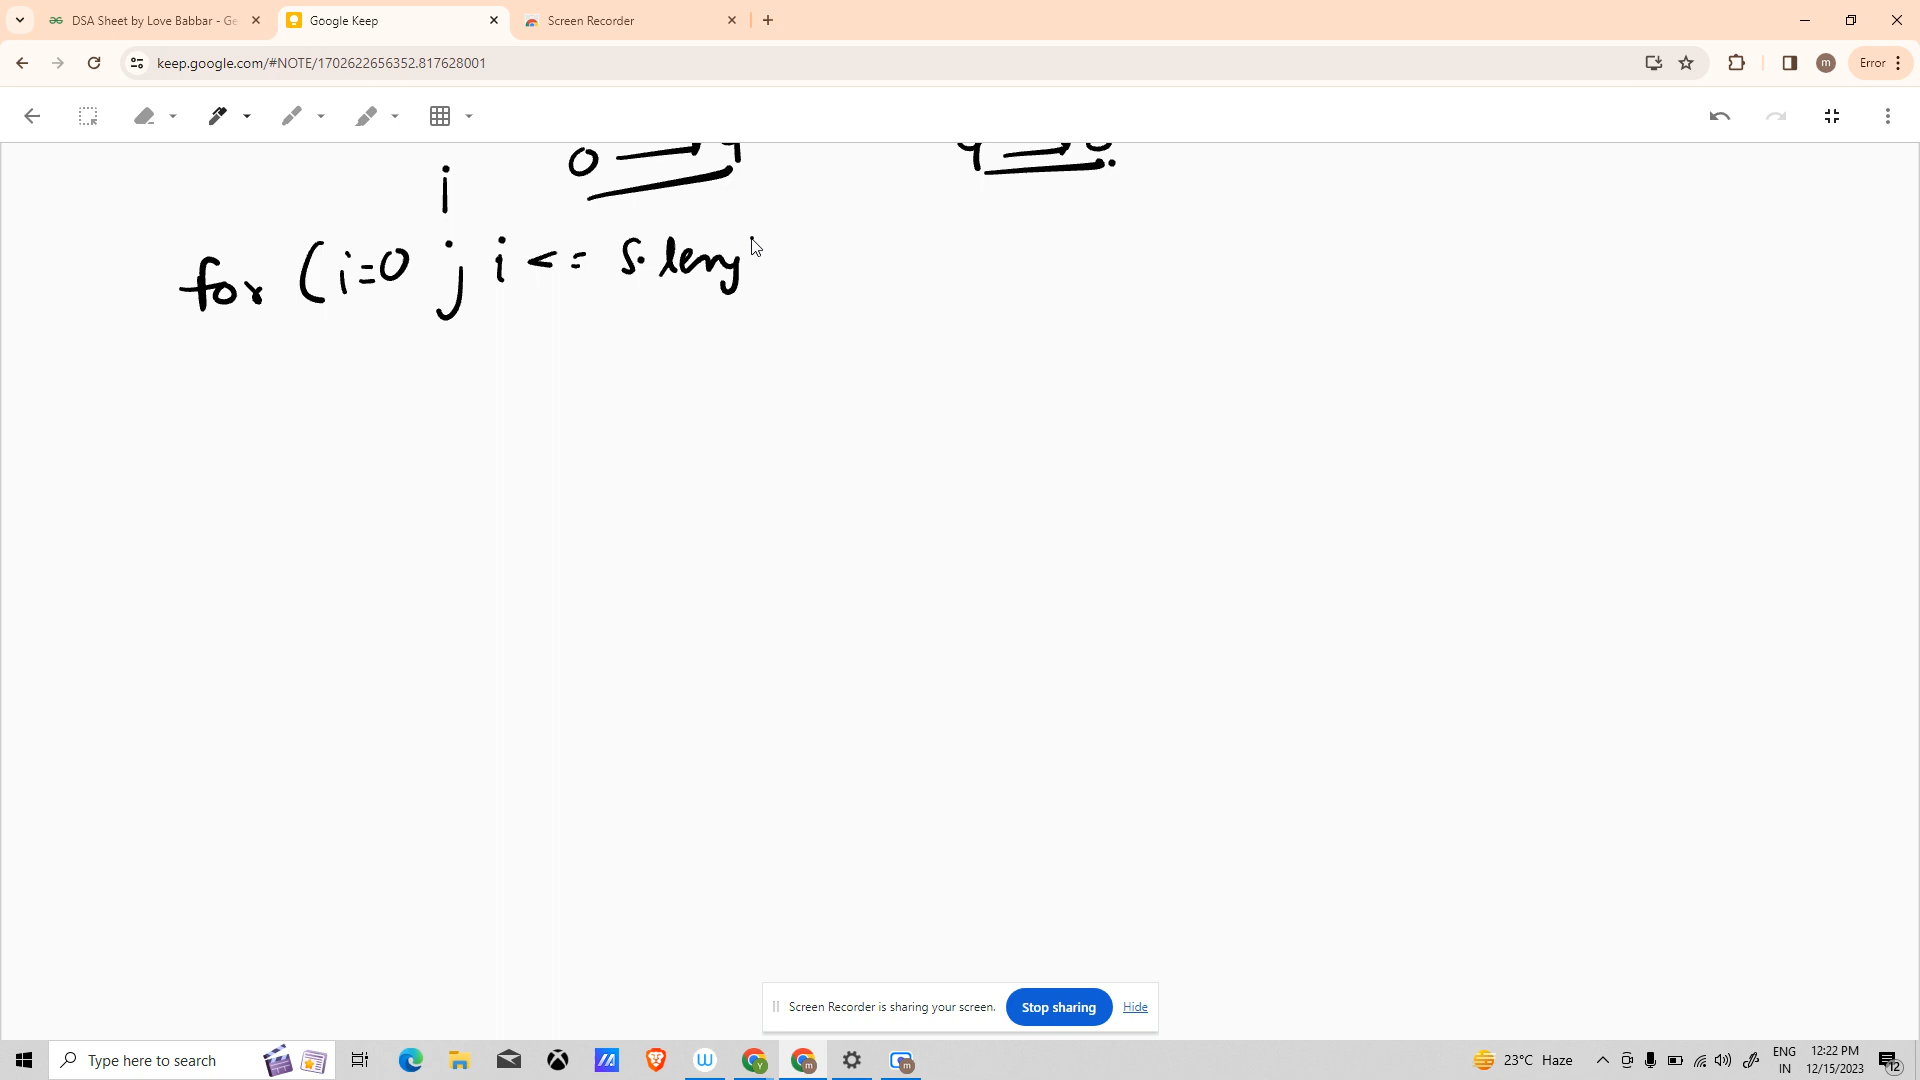 DSA Sheet by Love Babbar - Ge
Google Keep
Screen Recorder
keep.google.com/#NOTE/1702622656352.817628001
m
Error
i
for (i=0 ; i <= s.leng
Screen Recorder is sharing your screen.
Stop sharing
Hide
Type here to search
23°C Haze
ENG
IN
12:22 PM
12/15/2023
12